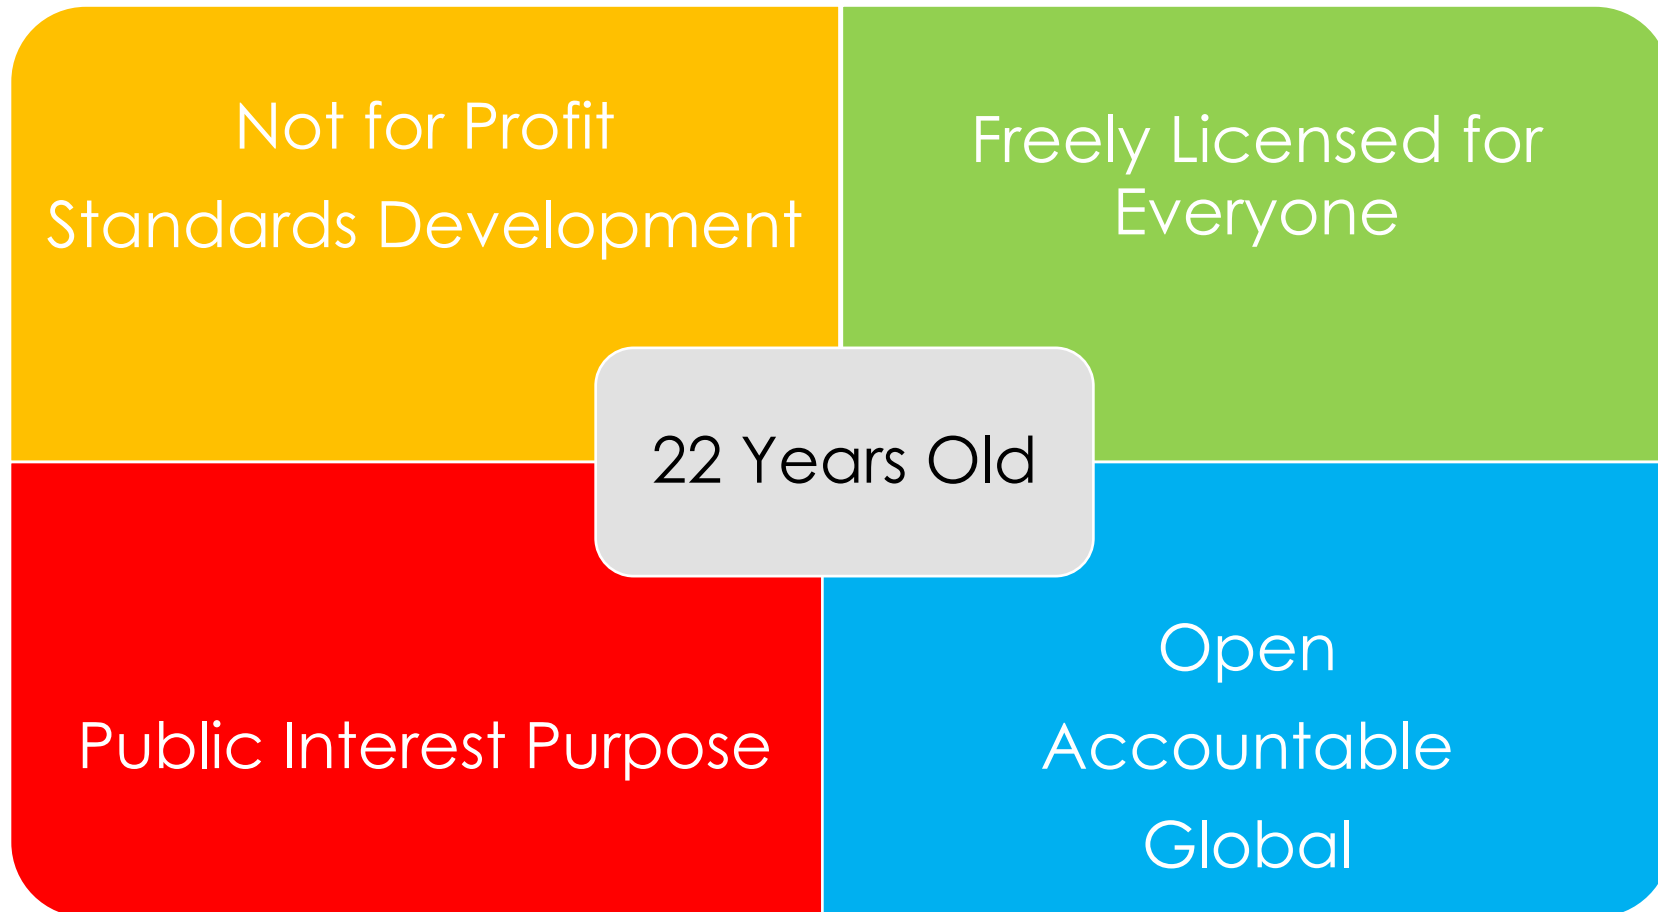 Not for Profit
Standards Development
Freely Licensed for
Everyone
22 Years Old
Public Interest Purpose
Open
Accountable
Global